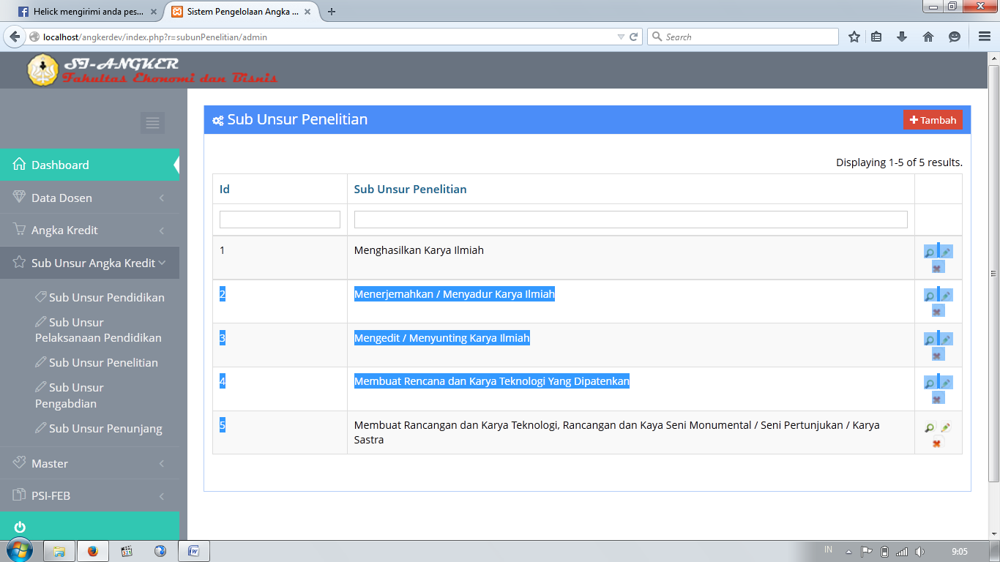 Helick mengirimi anda pes...
Sistem Pengelolaan Angka ...
localhost/angkerdev/index.php?r=subunPenelitian/admin
Search
SI-ANGKER
Fakultas Ekonomi dan Bisnis
Dashboard
Data Dosen
Angka Kredit
Sub Unsur Angka Kredit
Sub Unsur Pendidikan
Sub Unsur
Pelaksanaan Pendidikan
Sub Unsur Penelitian
Sub Unsur
Pengabdian
Sub Unsur Penunjang
Master
PSI-FEB
Sub Unsur Penelitian
Tambah
Displaying 1-5 of 5 results.
Id Sub Unsur Penelitian
1 Menghasilkan Karya Ilmiah
2 Menerjemahkan / Menyadur Karya Ilmiah
3 Mengedit / Menyunting Karya Ilmiah
4 Membuat Rencana dan Karya Teknologi Yang Dipatenkan
5 Membuat Rancangan dan Karya Teknologi, Rancangan dan Kaya Seni Monumental / Seni Pertunjukan / Karya
Sastra
321
IN
9:05